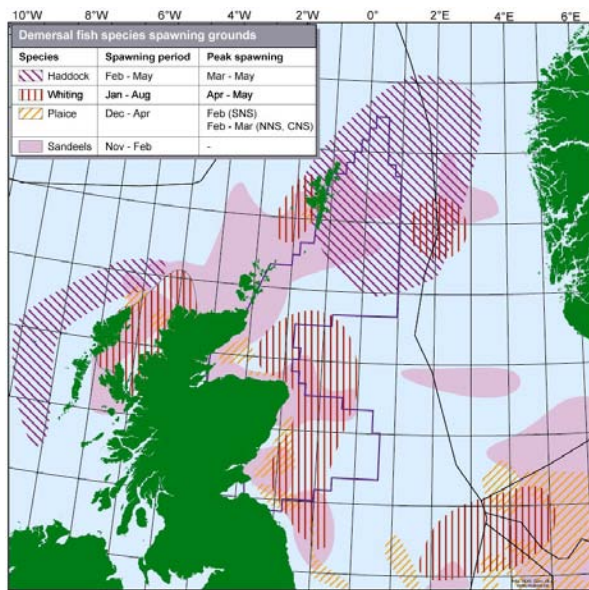 10°W 8°W 6°W 4°W 2°W 0° 2°E 4°E 6°E
Demersal fish species spawning grounds
Species Spawning period Peak spawning
Haddock Feb - May Mar - May
Whiting Jan - Aug Apr - May
Plaice Dec - Apr Feb (SNS)
Feb - Mar (NNS, CNS)
Sandeels Nov - Feb -